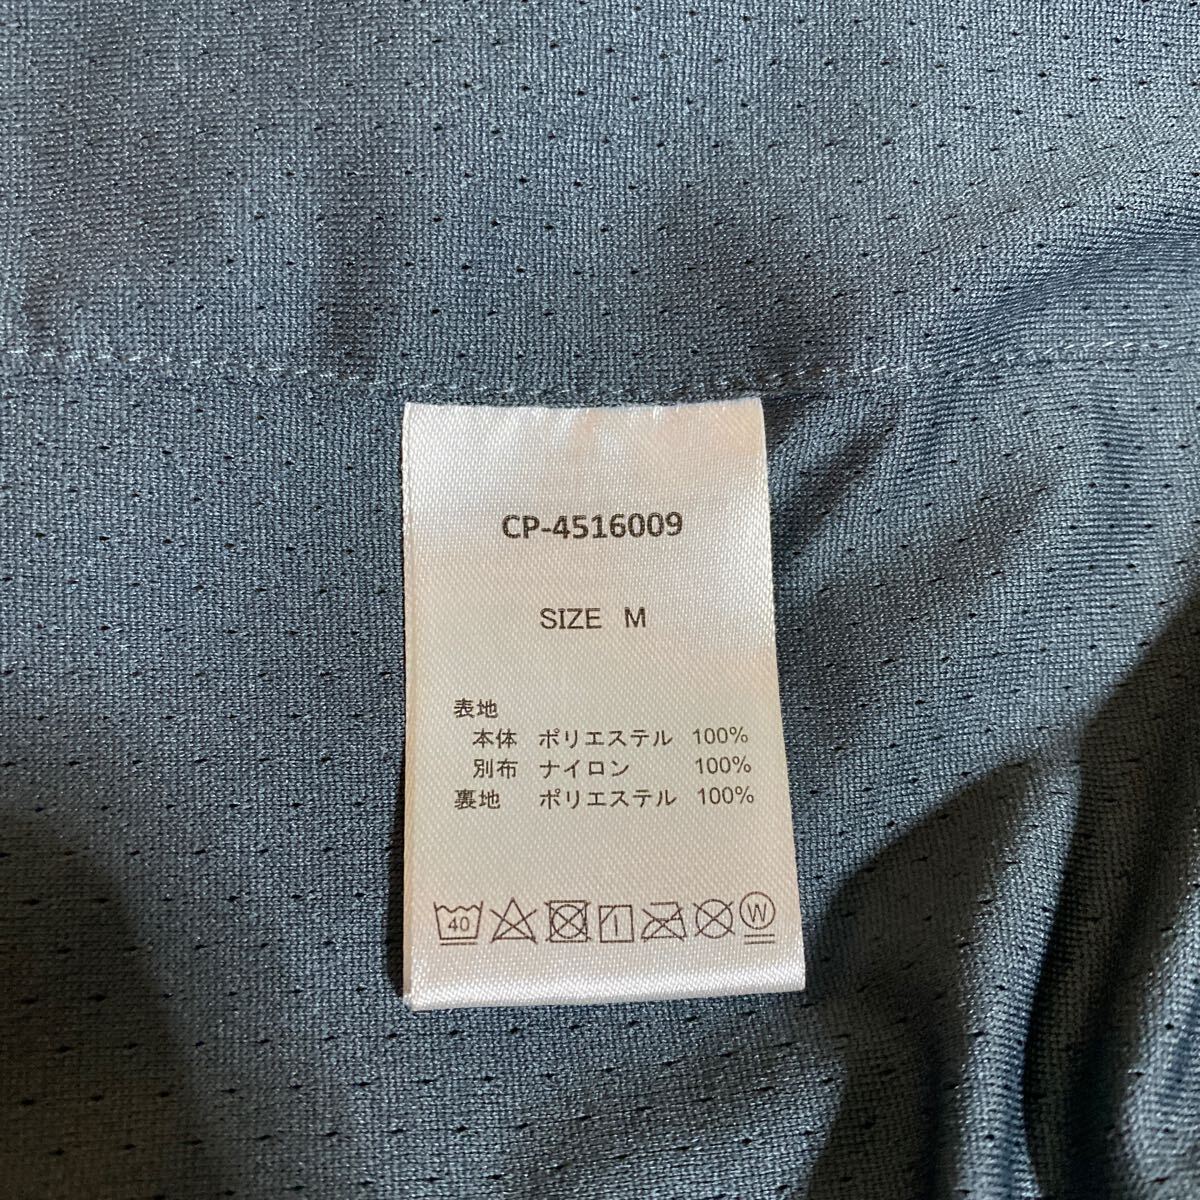 CP-4516009
SIZE M
表地
本体 ポリエステル 100%
別布 ナイロン 100%
裏地 ポリエステル 100%
40 W